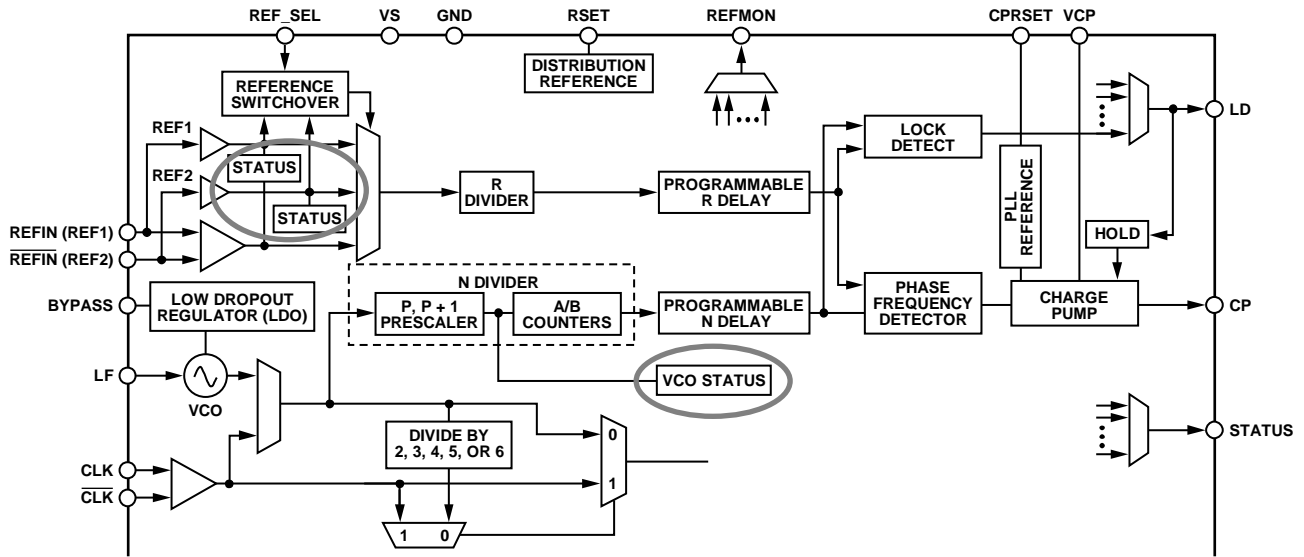 REF_SEL
VS
GND
RSET
REFMON
CPRSET
VCP
DISTRIBUTION
REFERENCE
REFERENCE
SWITCHOVER
REF1
STATUS
REF2
STATUS
LOCK
DETECT
LD
R
DIVIDER
PROGRAMMABLE
R DELAY
PLL
REFERENCE
HOLD
REFIN (REF1)
REFIN (REF2)
BYPASS
LOW DROPOUT
REGULATOR (LDO)
N DIVIDER
P, P + 1
PRESCALER
A/B
COUNTERS
PROGRAMMABLE
N DELAY
PHASE
FREQUENCY
DETECTOR
CHARGE
PUMP
CP
LF
VCO
VCO STATUS
DIVIDE BY
2, 3, 4, 5, OR 6
0
1
STATUS
CLK
CLK
1 0